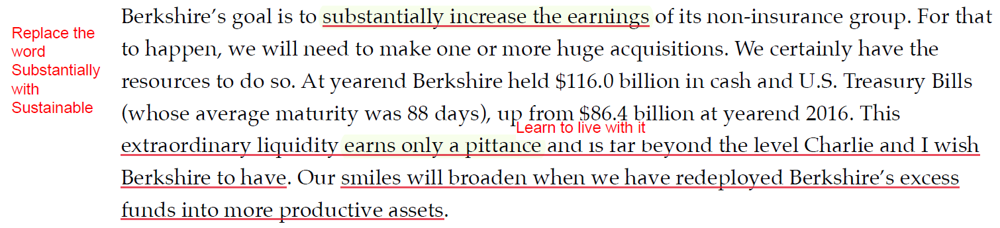 Replace the
word
Substantially
with
Sustainable
Berkshire’s goal is to substantially increase the earnings of its non-insurance group. For that
to happen, we will need to make one or more huge acquisitions. We certainly have the
resources to do so. At yearend Berkshire held $116.0 billion in cash and U.S. Treasury Bills
(whose average maturity was 88 days), up from $86.4 billion at yearend 2016. This
Learn to live with it
extraordinary liquidity earns only a pittance and is far beyond the level Charlie and I wish
Berkshire to have. Our smiles will broaden when we have redeployed Berkshire’s excess
funds into more productive assets.